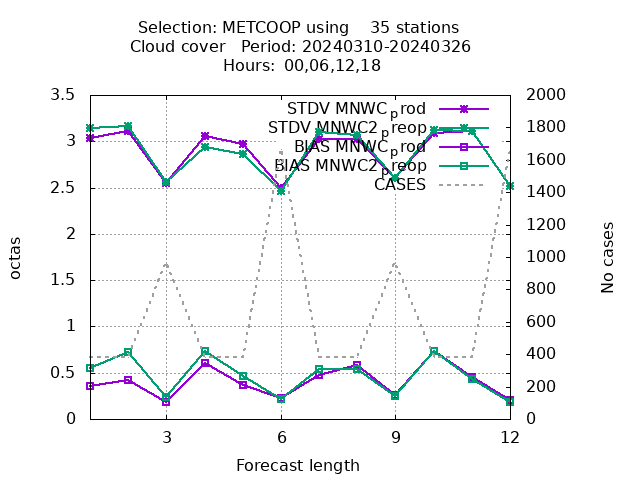 Selection: METCOOP using    35 stations
Cloud cover   Period: 20240310-20240326
Hours: 00,06,12,18
STDV MNWC_prod
STDV MNWC2_preop
BIAS MNWC_prod
BIAS MNWC2_preop
CASES
3.5
3
2.5
2
1.5
1
0.5
0
octas
2000
1800
1600
1400
1200
1000
800
600
400
200
0
No cases
3 6 9 12
Forecast length